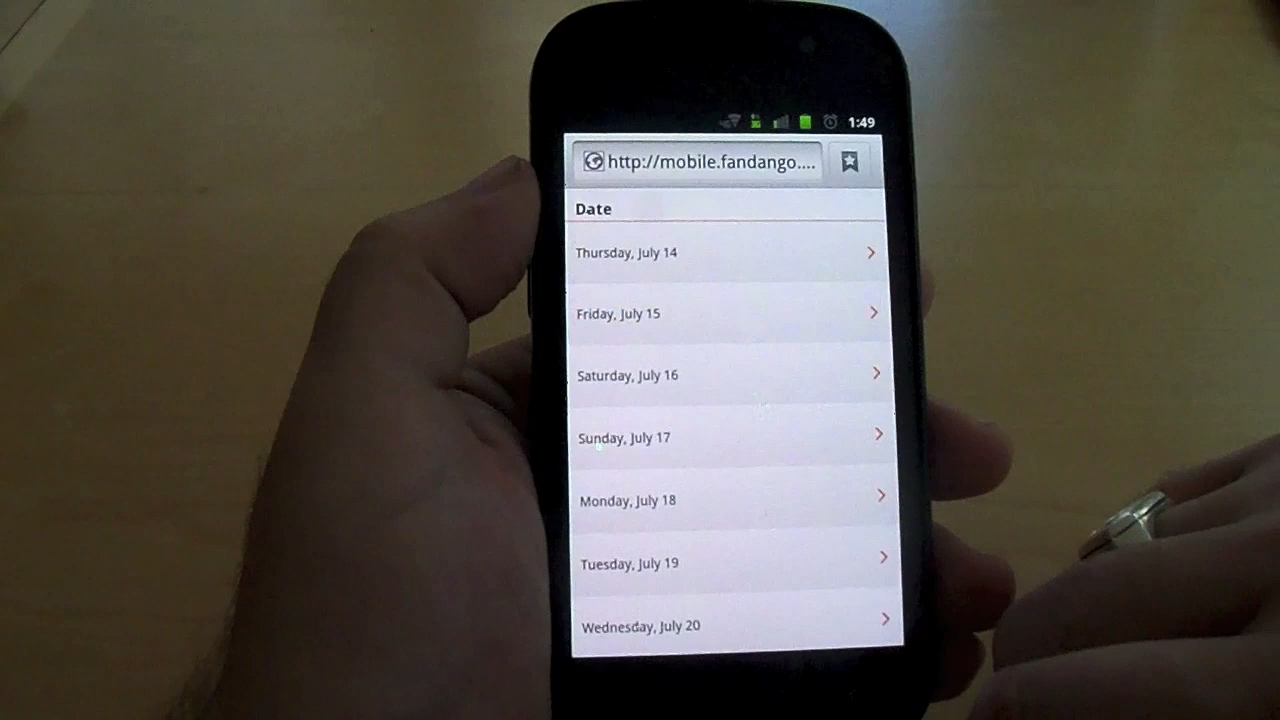 1:49
http://mobile.fandango....
Date
Thursday, July 14
Friday, July 15
Saturday, July 16
Sunday, July 17
Monday, July 18
Tuesday, July 19
Wednesday, July 20